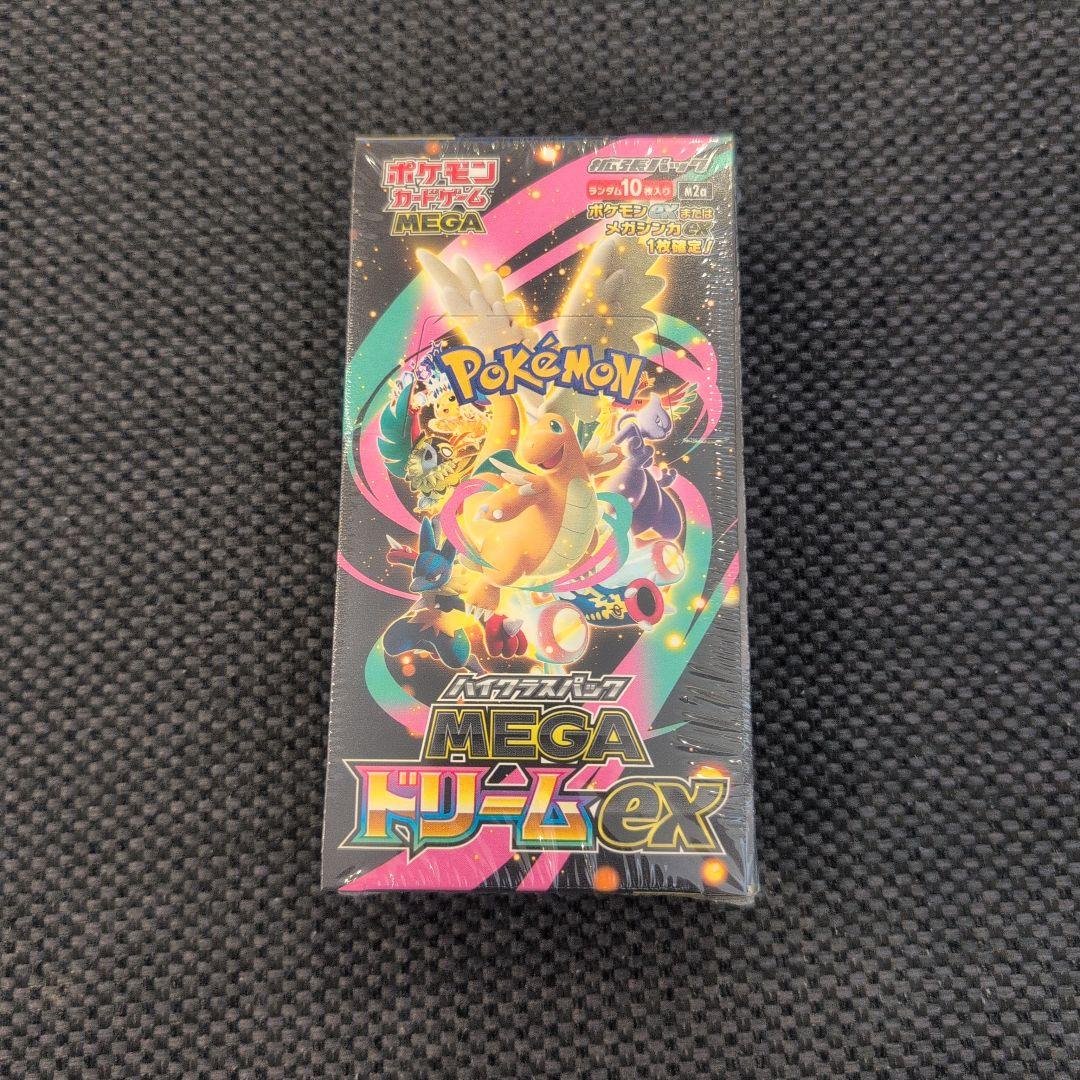 ポケモン
カードゲーム
MEGA
拡張パック
ランダム10枚入り M2a
ポケモンexまたは
メガシンカex
1枚確定!
POKéMON
TM
ハイクラスパック
MEGA
ドリームex